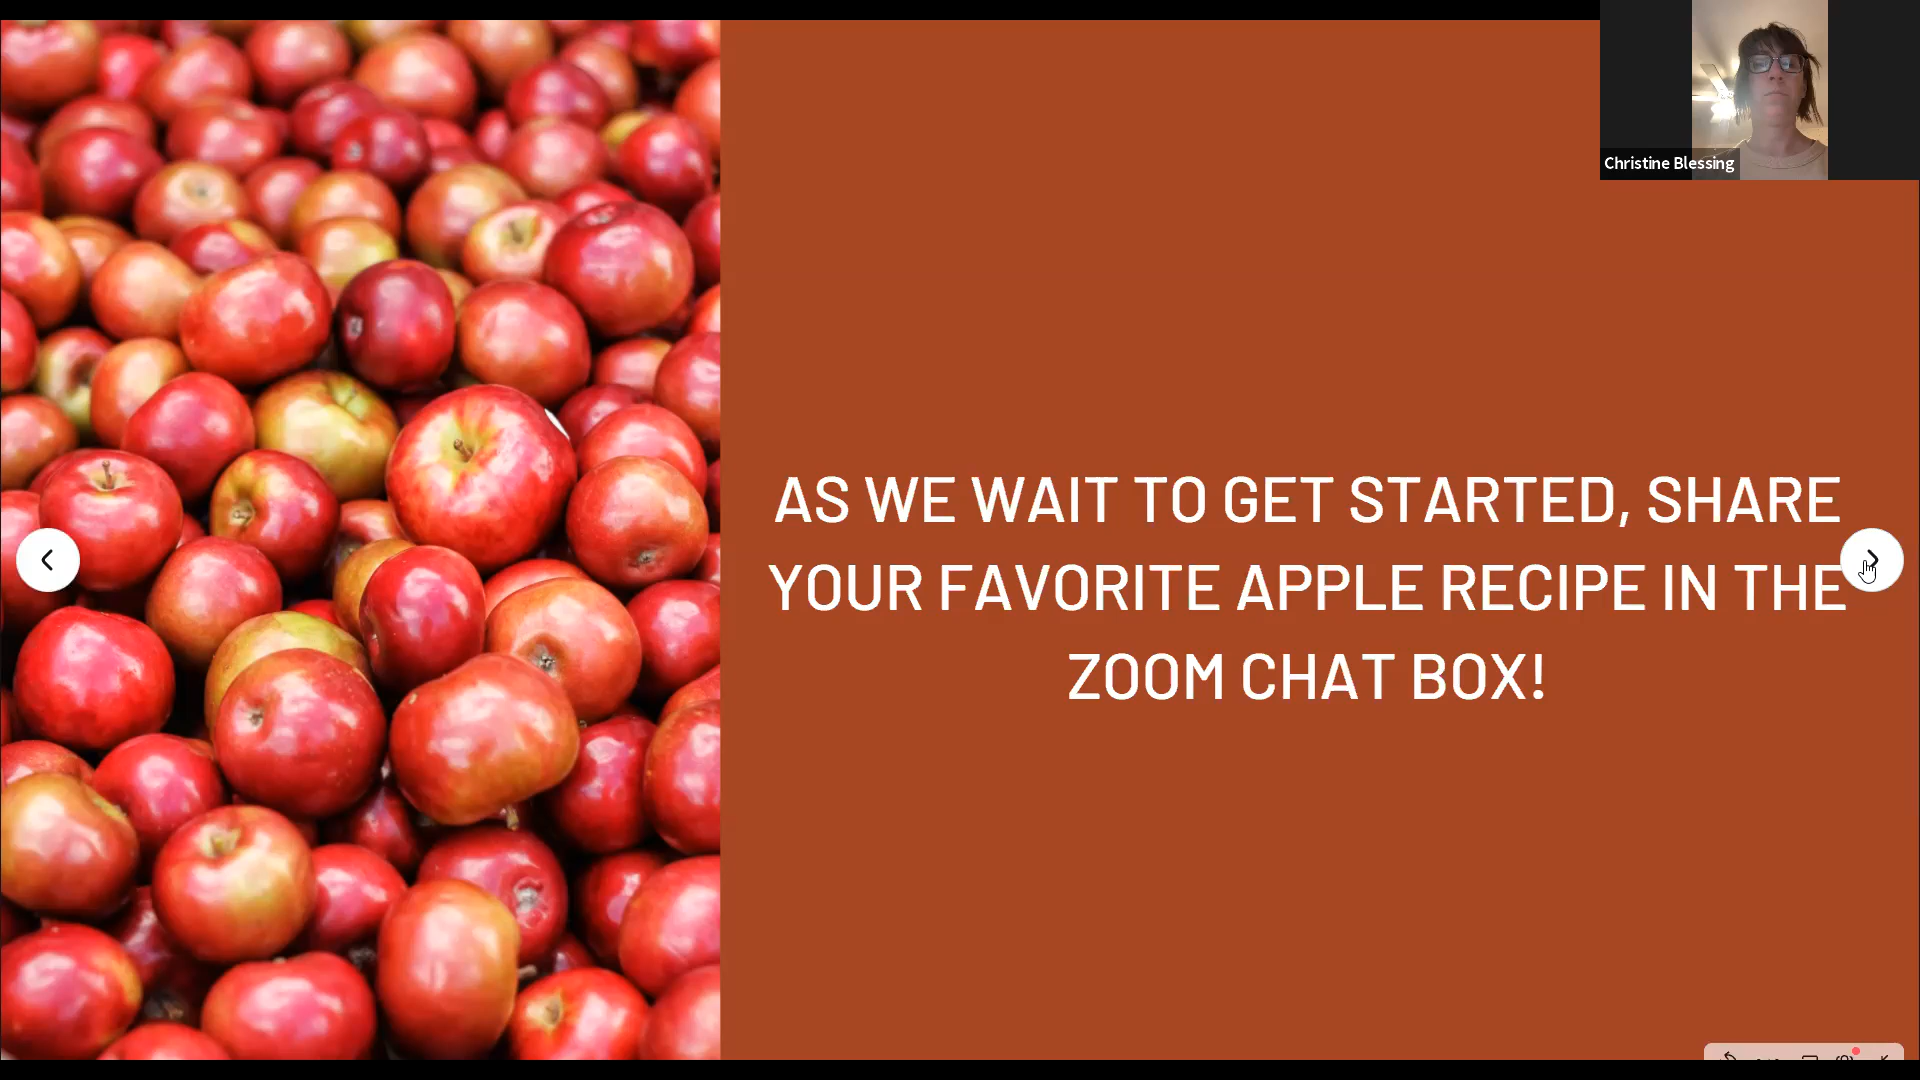 Christine Blessing
AS WE WAIT TO GET STARTED, SHARE
YOUR FAVORITE APPLE RECIPE IN THE
ZOOM CHAT BOX!